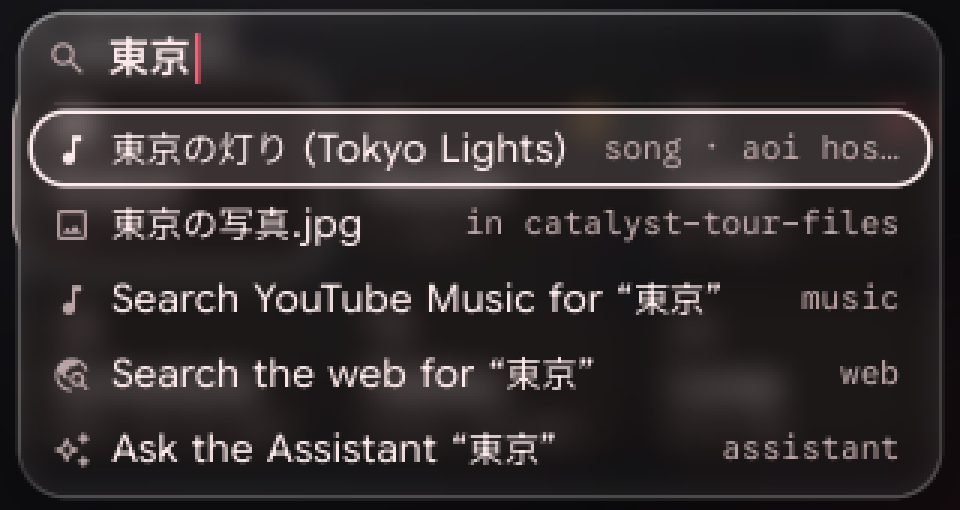 東京
東京の灯り (Tokyo Lights) song · aoi hos…
東京の写真.jpg in catalyst-tour-files
Search YouTube Music for “東京” music
Search the web for “東京” web
Ask the Assistant “東京” assistant